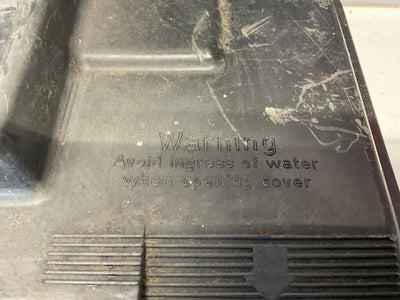 Warning
Avoid ingress of water
when opening cover